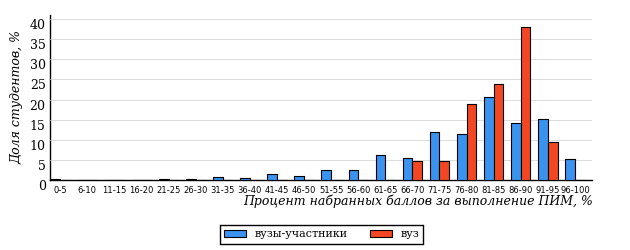 Доля студентов, %
40
35
30
25
20
15
10
5
0
0-5 6-10 11-15 16-20 21-25 26-30 31-35 36-40 41-45 46-50 51-55 56-60 61-65 66-70 71-75 76-80 81-85 86-90 91-95 96-100
Процент набранных баллов за выполнение ПИМ, %
вузы-участники вуз